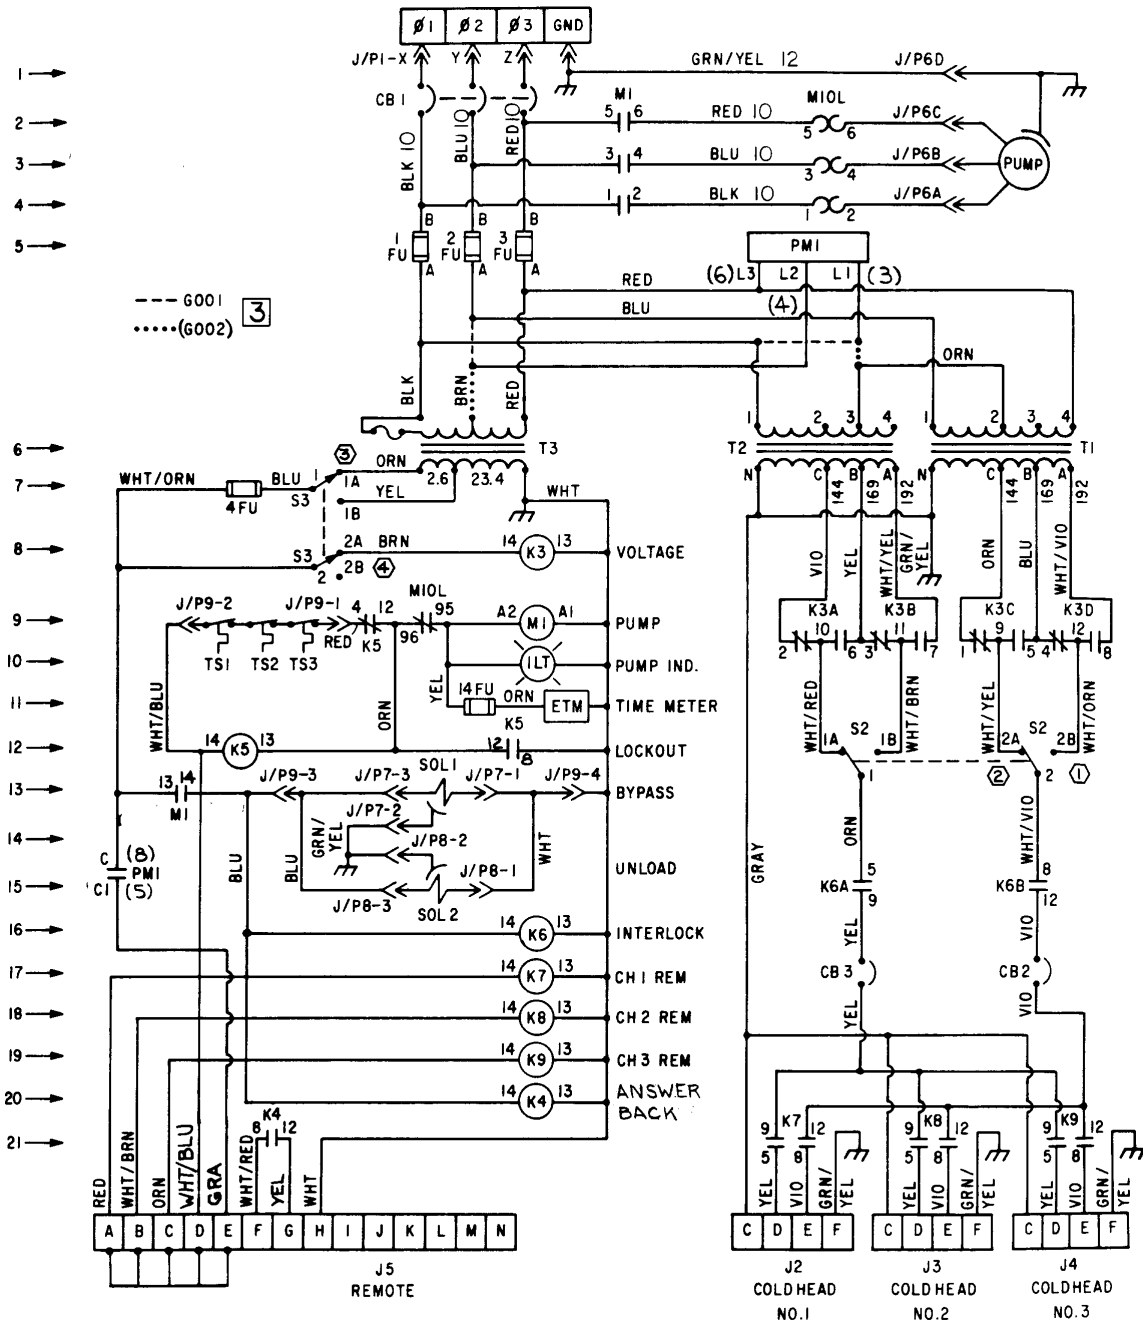 Ø1 Ø2 Ø3 GND
J/P1-X Y Z
1 GRN/YEL 12 J/P6D
CB1
M1 M1OL
2 5 6 RED 10 5 6 J/P6C
BLK 10 BLU 10 RED 10
3 3 4 BLU 10 3 4 J/P6B PUMP
4 1 2 BLK 10 1 2 J/P6A
B B B
5 1 FU 2 FU 3 FU PM1
A A A
RED (6) L3 L2 L1 (3)
--- G001 3
BLU (4)
(G002)
ORN
BLK BRN RED
1 2 3 4 1 2 3 4
6 T3 T2 T1
3
WHT/ORN BLU 1 ORN 2.6 23.4
1A
7 4FU S3 YEL WHT N C B A N C B A
1B
144 169 192 144 169 192
8 S3 2A BRN 14 K3 13 VOLTAGE
2 2B 4
VIO YEL WHT/YEL GRN/YEL ORN BLU WHT/VIO
M1OL
J/P9-2 J/P9-1 4 12 95
9 RED K5 96 A2 M1 A1 PUMP
K3A K3B K3C K3D
10 11 9 12
2 6 3 7 1 5 4 8
10 TS1 TS2 TS3 1LT PUMP IND.
11 WHT/BLU ORN YEL 14FU ORN ETM TIME METER
WHT/RED WHT/BRN WHT/YEL WHT/ORN
K5
12 14 K5 13 12 8 LOCKOUT
1A S2 1B 2A S2 2B
1 2 2 1
13 13 14 J/P9-3 J/P7-3 SOL1 J/P7-1 J/P9-4 BYPASS
M1
J/P7-2
14 GRN/YEL J/P8-2 WHT
ORN WHT/VIO
C (8)
PM1
C1 (5)
BLU BLU J/P8-1 UNLOAD
GRAY
5 8
15 J/P8-3 SOL 2 K6A K6B
9 12
16 14 K6 13 INTERLOCK
YEL VIO
17 14 K7 13 CH 1 REM
CB 3 CB 2
18 14 K8 13 CH 2 REM
YEL VIO
19 14 K9 13 CH 3 REM
20 14 K4 13 ANSWER
BACK
21 8 K4 12
9 K7 12 9 K8 12 9 K9 12
5 8 5 8 5 8
RED WHT/BRN ORN WHT/BLU GRA WHT/RED YEL WHT
YEL VIO GRN/YEL YEL VIO GRN/YEL YEL VIO GRN/YEL
A B C D E F G H I J K L M N
C D E F C D E F C D E F
J5
REMOTE
J2 J3 J4
COLD HEAD COLD HEAD COLD HEAD
NO.1 NO.2 NO.3